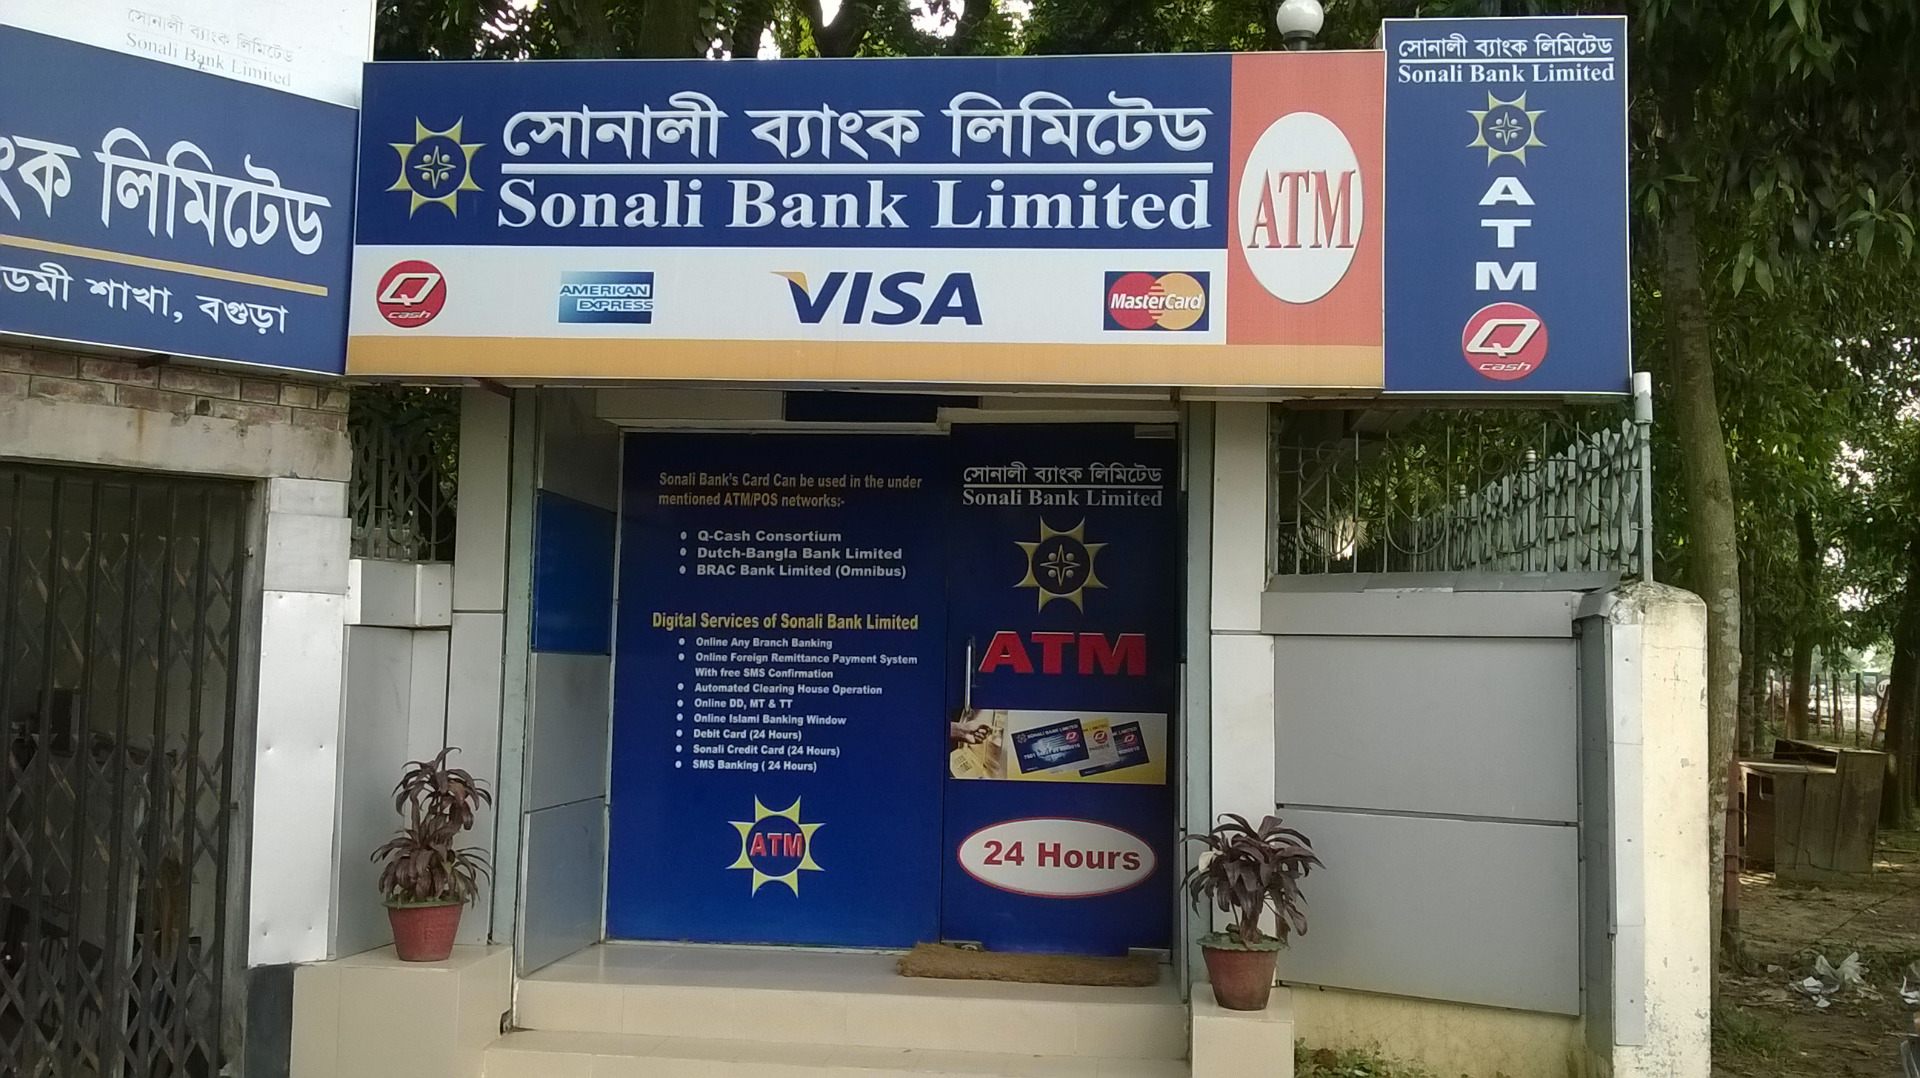 সোনালী ব্যাংক লিমিটেড
Sonali Bank Limited
ংক লিমিটেড
ডেমী শাখা, বগুড়া
সোনালী ব্যাংক লিমিটেড
Sonali Bank Limited
Q
cash
AMERICAN
EXPRESS
VISA
MasterCard
ATM
সোনালী ব্যাংক লিমিটেড
Sonali Bank Limited
ATM
Q
cash
Sonali Bank's Card Can be used in the under
mentioned ATM/POS networks:-
• Q-Cash Consortium
• Dutch-Bangla Bank Limited
• BRAC Bank Limited (Omnibus)
Digital Services of Sonali Bank Limited
• Online Any Branch Banking
• Online Foreign Remittance Payment System
With free SMS Confirmation
• Automated Clearing House Operation
• Online DD, MT & TT
• Online Islami Banking Window
• Debit Card (24 Hours)
• Sonali Credit Card (24 Hours)
• SMS Banking ( 24 Hours)
ATM
সোনালী ব্যাংক লিমিটেড
Sonali Bank Limited
ATM
SONALI BANK LIMITED
24 Hours